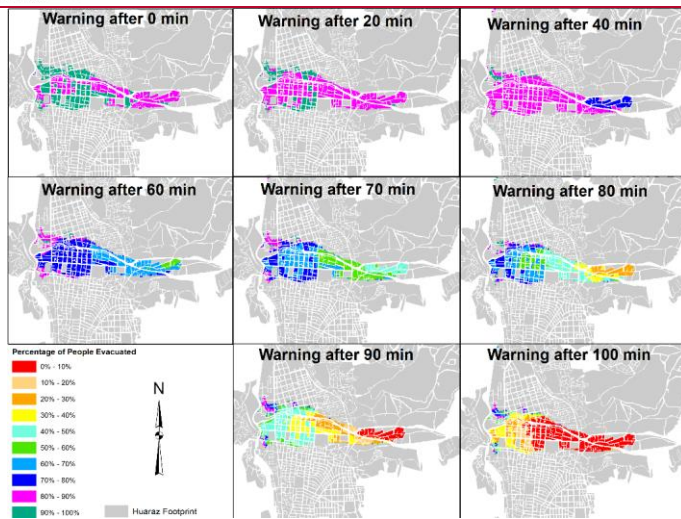 Warning after 0 min
Warning after 20 min
Warning after 40 min
Warning after 60 min
Warning after 70 min
Warning after 80 min
Percentage of People Evacuated
0% - 10%
10% - 20%
20% - 30%
30% - 40%
40% - 50%
50% - 60%
60% - 70%
70% - 80%
80% - 90%
90% - 100%
N
Huaraz Footprint
Warning after 90 min
Warning after 100 min